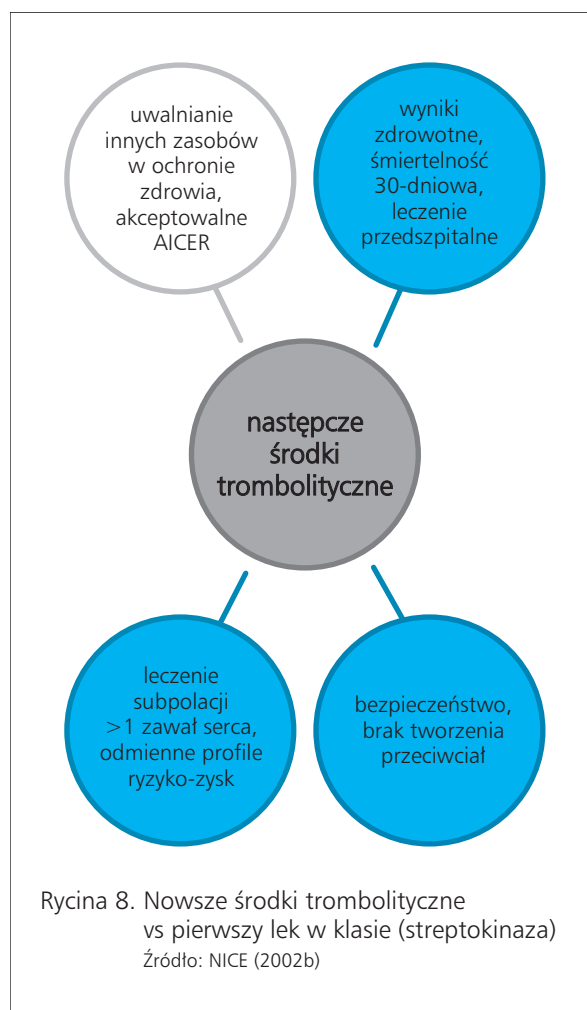 uwalnianie
innych zasobów
w ochronie
zdrowia,
akceptowalne
AICER
wyniki
zdrowotne,
śmiertelność
30-dniowa,
leczenie
przedszpitalne
następcze
środki
trombolityczne
leczenie
subpolacji
>1 zawał serca,
odmienne profile
ryzyko-zysk
bezpieczeństwo,
brak tworzenia
przeciwciał
Rycina 8. Nowsze środki trombolityczne
vs pierwszy lek w klasie (streptokinaza)
Źródło: NICE (2002b)